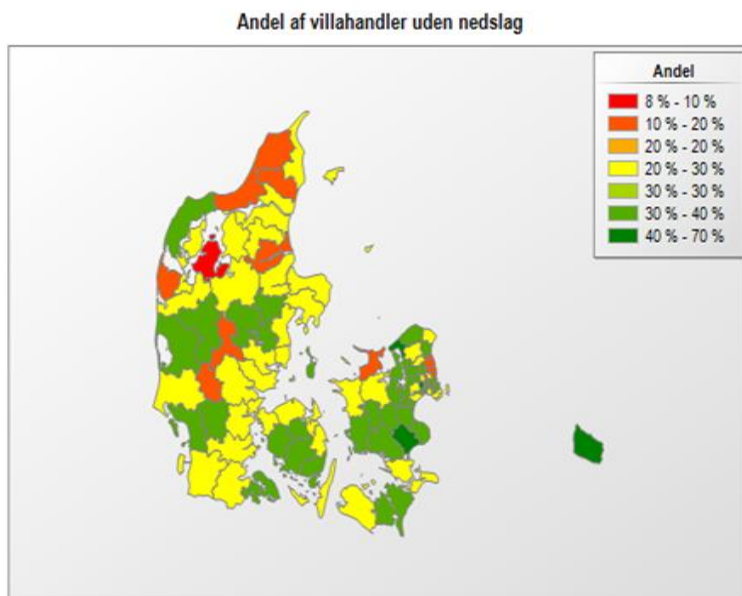 Andel af villahandler uden nedslag
Andel
8 % - 10 %
10 % - 20 %
20 % - 20 %
20 % - 30 %
30 % - 30 %
30 % - 40 %
40 % - 70 %